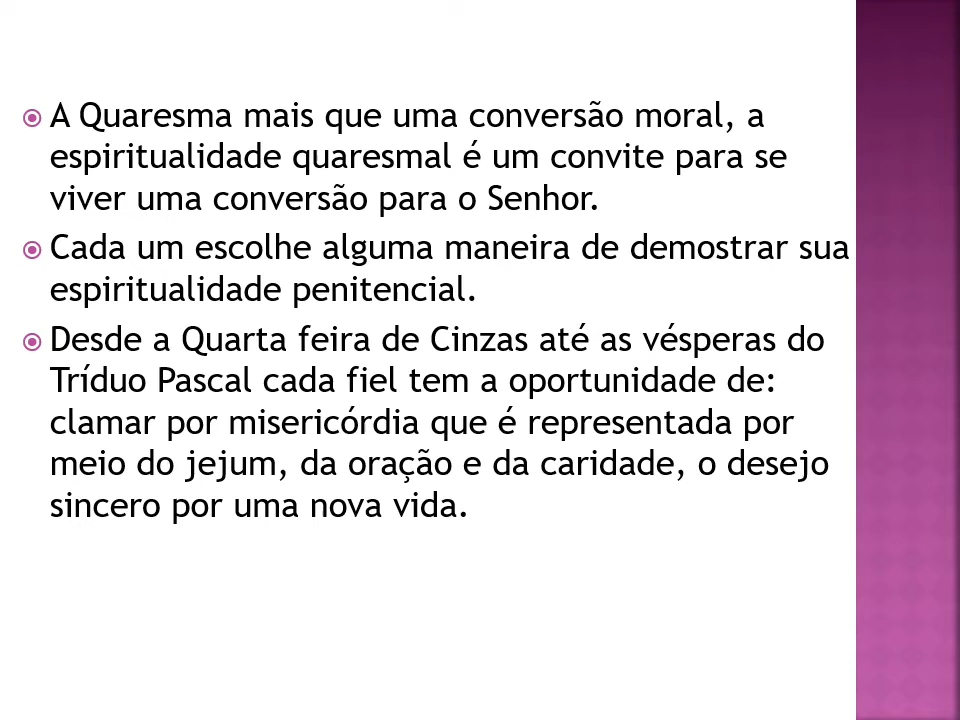 A Quaresma mais que uma conversão moral, a
espiritualidade quaresmal é um convite para se
viver uma conversão para o Senhor.
Cada um escolhe alguma maneira de demostrar sua
espiritualidade penitencial.
Desde a Quarta feira de Cinzas até as vésperas do
Tríduo Pascal cada fiel tem a oportunidade de:
clamar por misericórdia que é representada por
meio do jejum, da oração e da caridade, o desejo
sincero por uma nova vida.